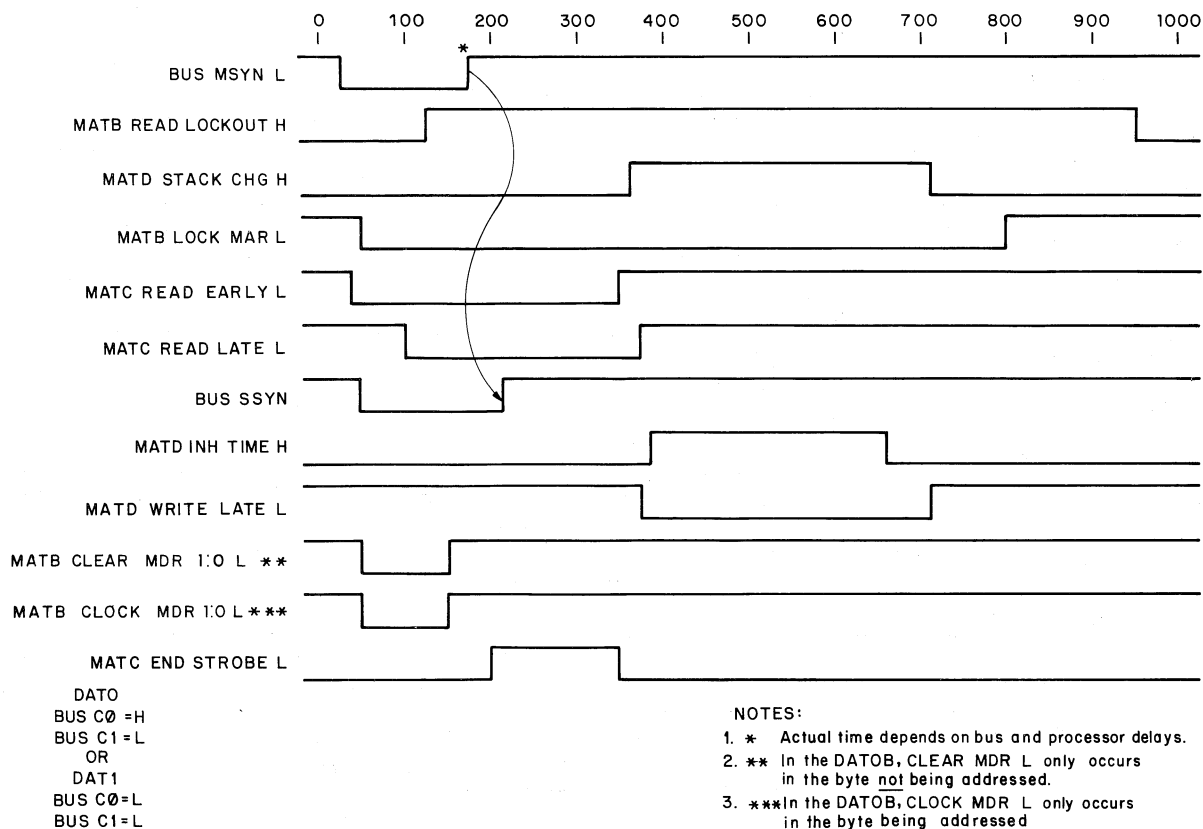 0 100 200 300 400 500 600 700 800 900 1000
*
BUS MSYN L
MATB READ LOCKOUT H
MATD STACK CHG H
MATB LOCK MAR L
MATC READ EARLY L
MATC READ LATE L
BUS SSYN
MATD INH TIME H
MATD WRITE LATE L
MATB CLEAR MDR 1:0 L **
MATB CLOCK MDR 1:0 L ***
MATC END STROBE L
DATO
BUS CØ = H
BUS C1 = L
OR
DAT1
BUS CØ = L
BUS C1 = L
NOTES:
1. * Actual time depends on bus and processor delays.
2. ** In the DATOB, CLEAR MDR L only occurs
in the byte not being addressed.
3. *** In the DATOB, CLOCK MDR L only occurs
in the byte being addressed